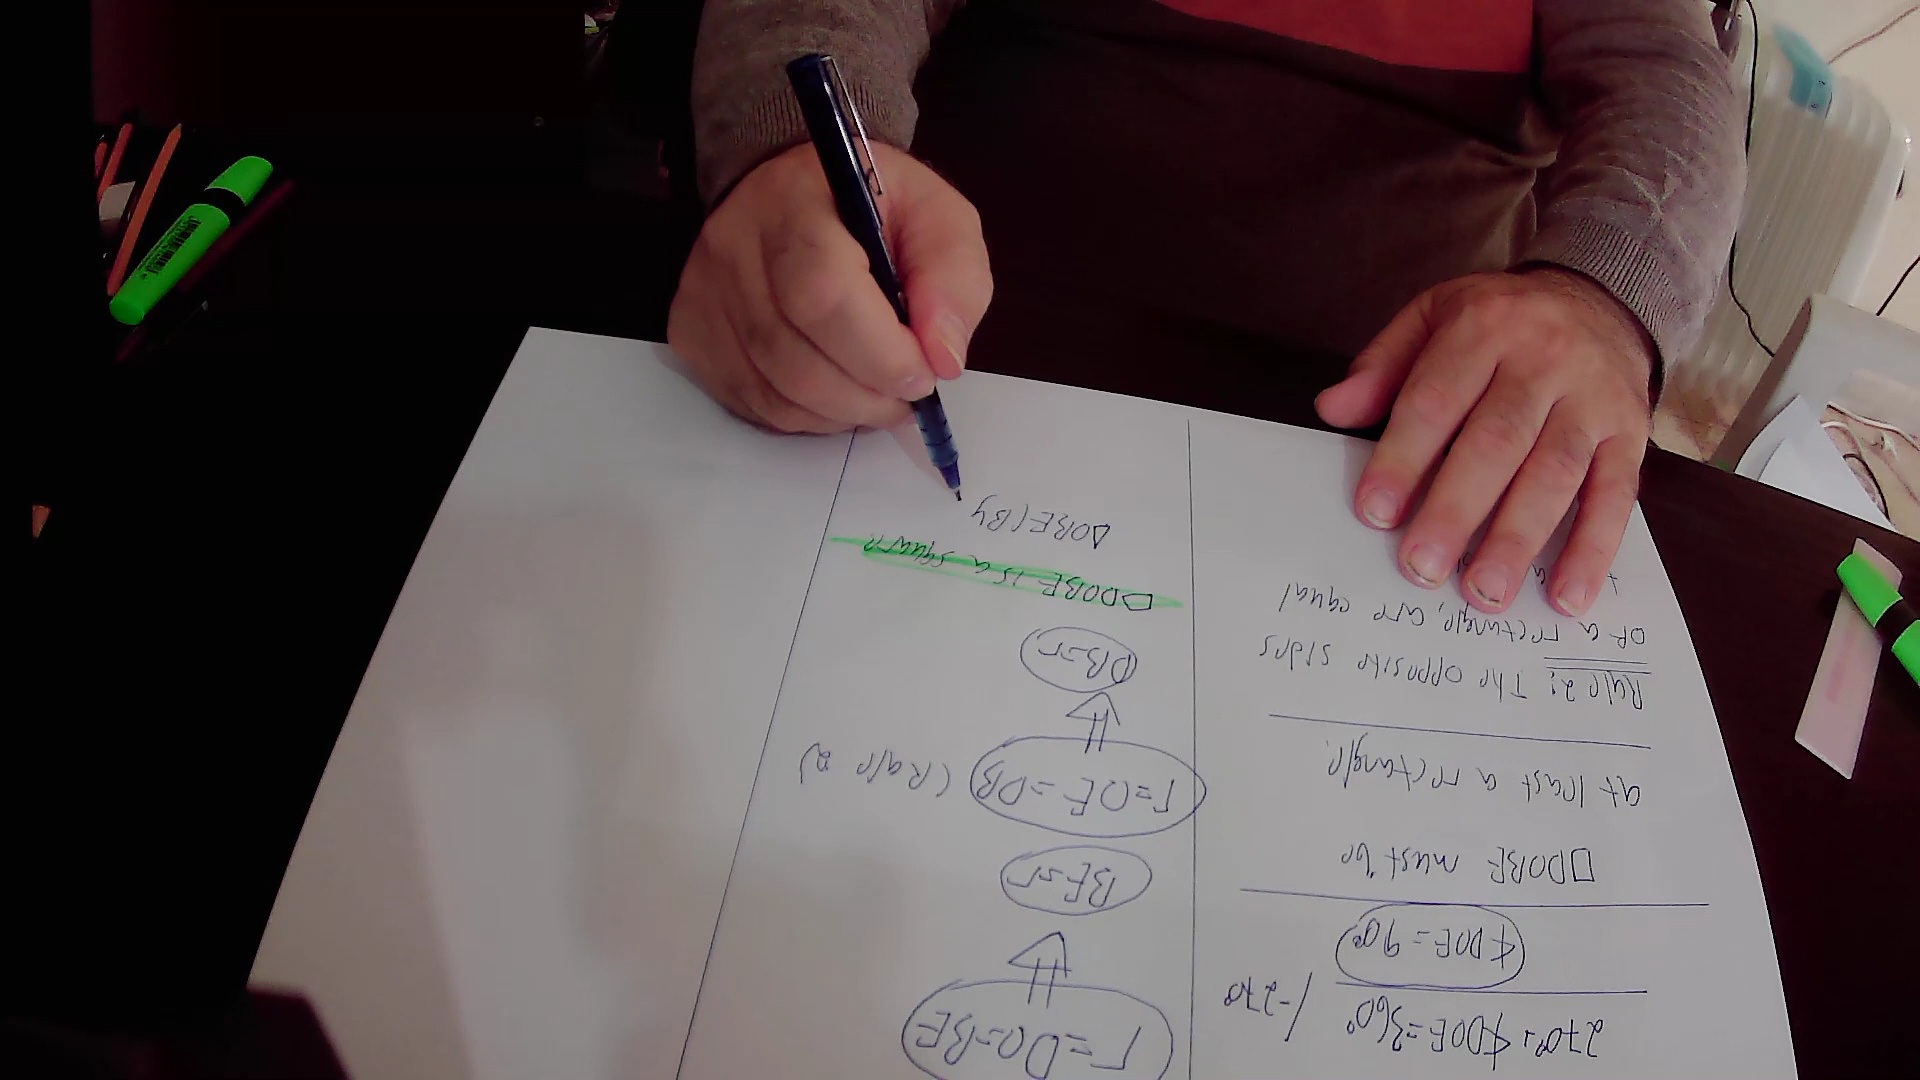 270°+∢DOE=360° /-270°
∢DOE=90°
□DOBE must be
at least a rectangle.
Rule 2: The opposite sides
of a rectangle, are equal
r=DO=BE
⇓
BE=r
r=OE=DB (Rule 2)
⇓
DB=r
□DOBE is a square
DOBE (By